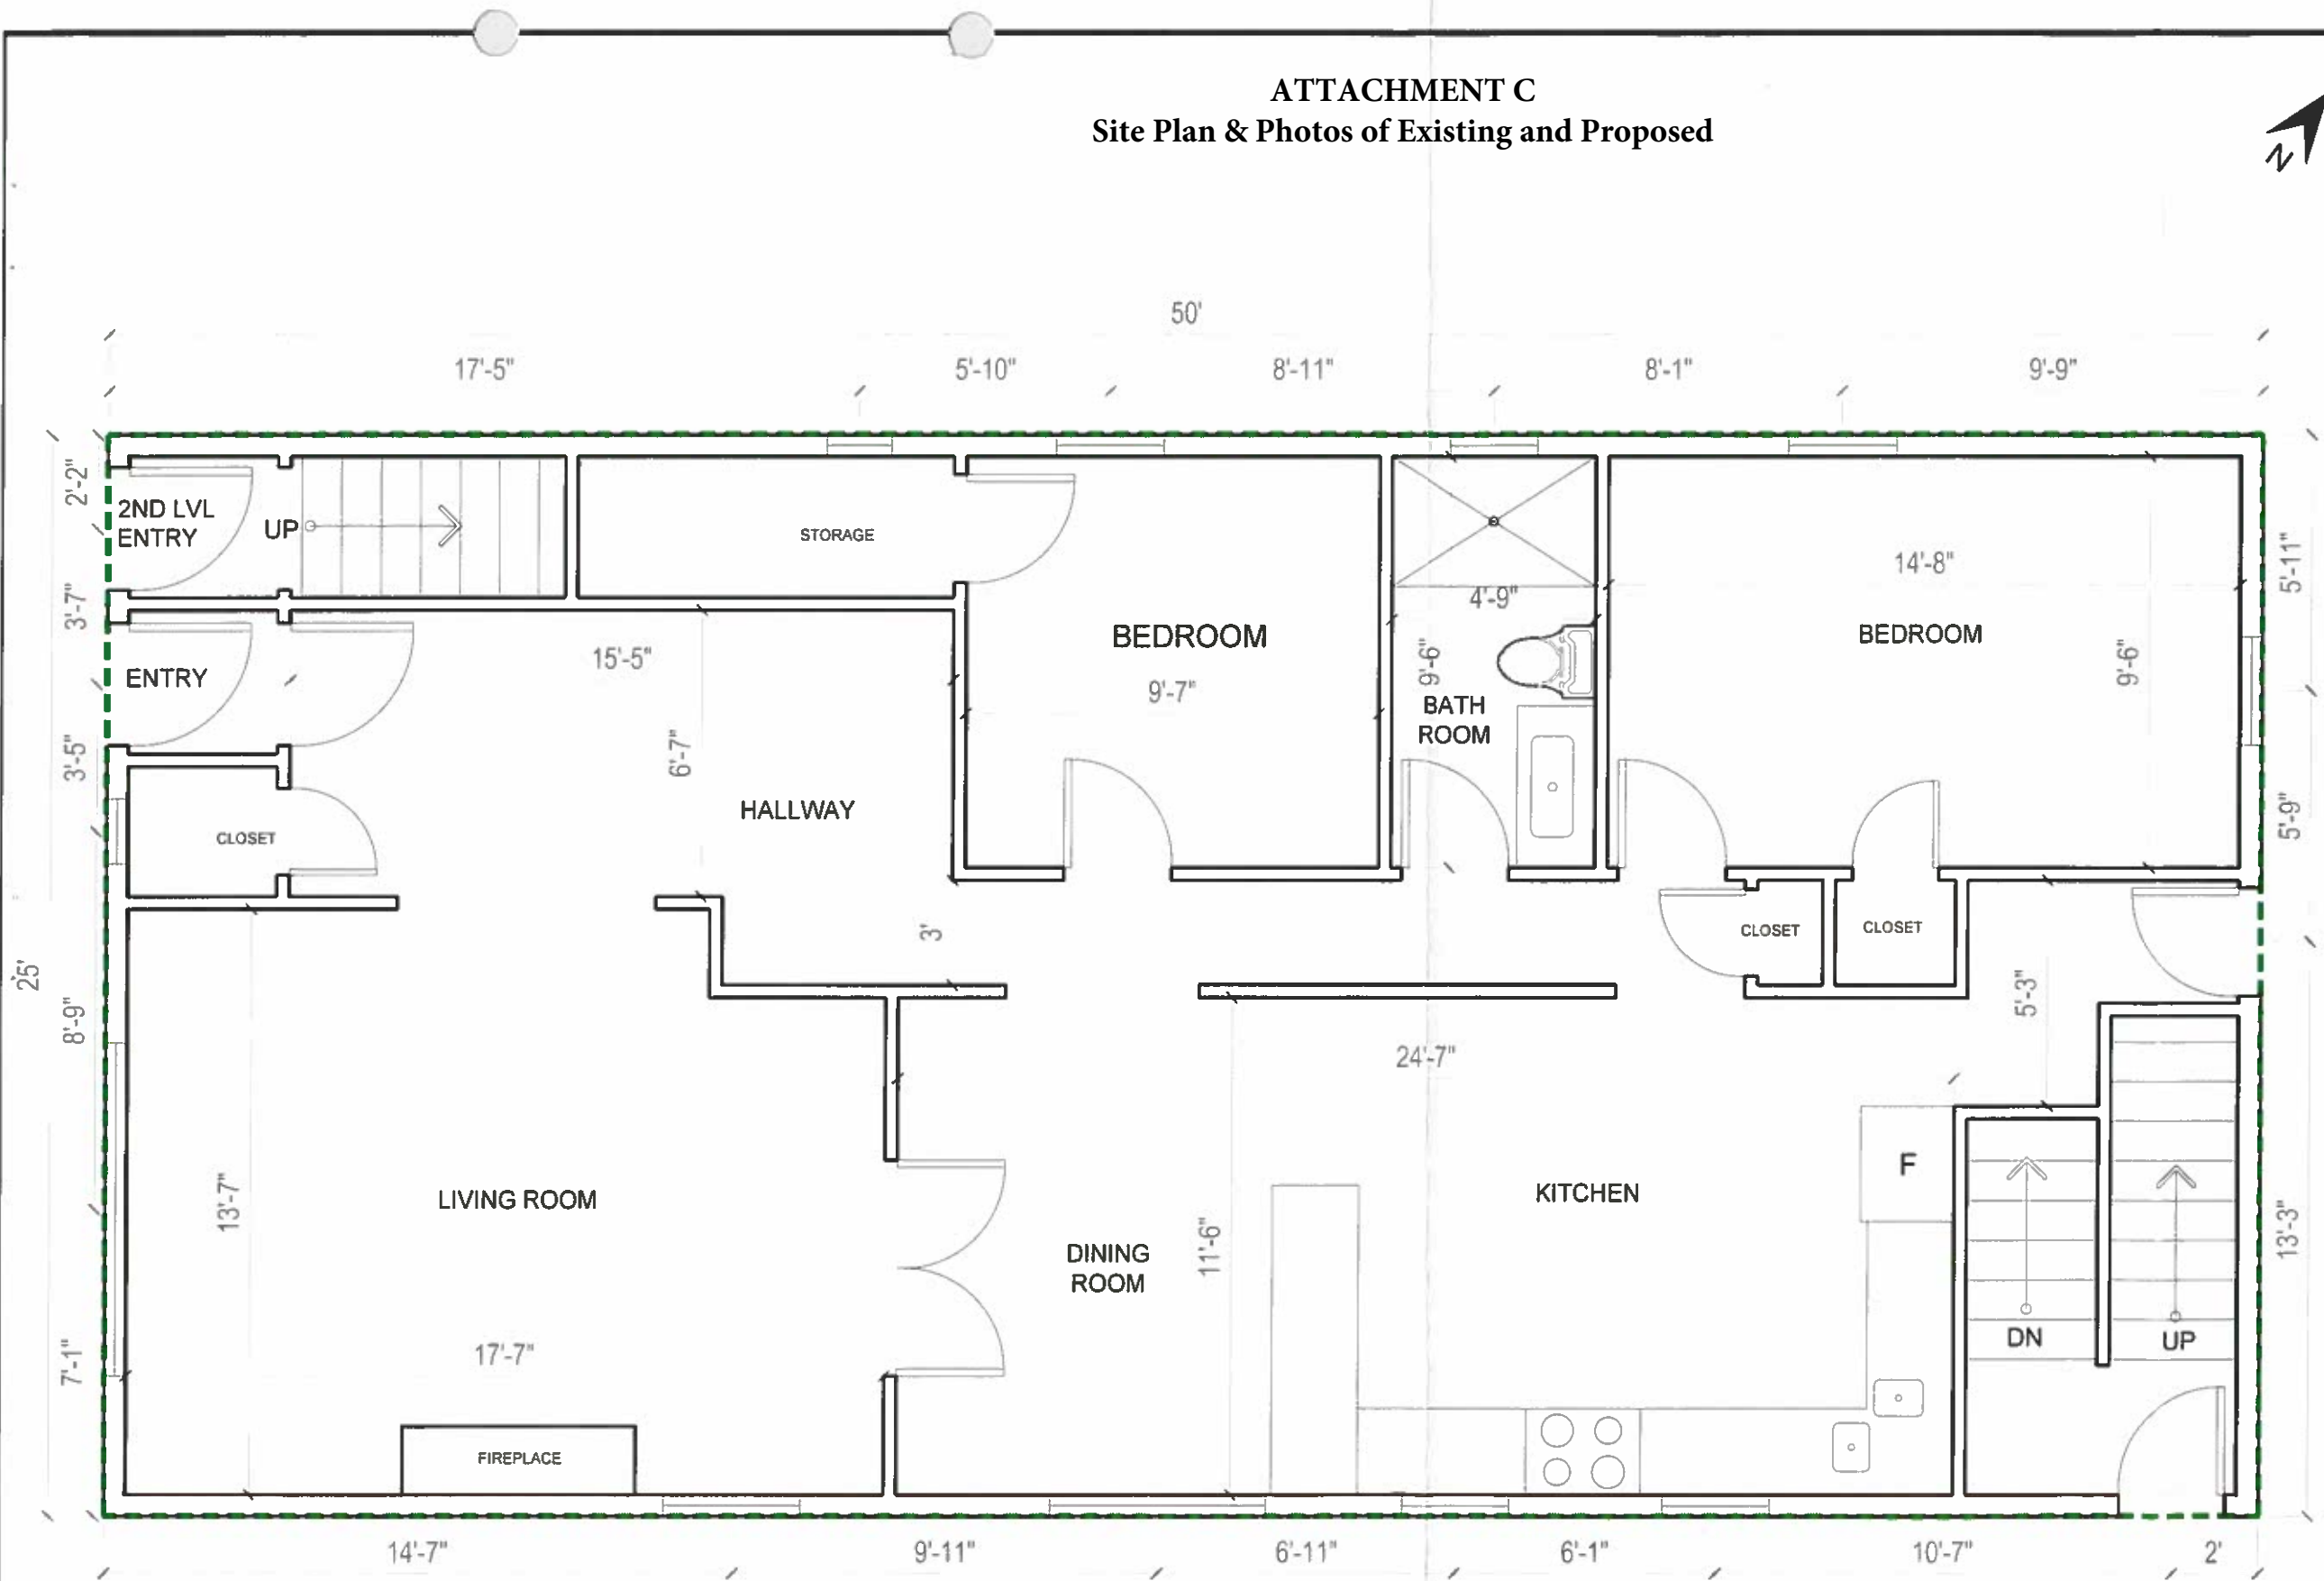 ATTACHMENT C
Site Plan & Photos of Existing and Proposed
N
50'
17'-5"
5'-10"
8'-11"
8'-1"
9'-9"
2'-2"
3'-7"
3'-5"
25'
8'-9"
7'-1"
2ND LVL
ENTRY
UP
STORAGE
BEDROOM
9'-7"
4'-9"
9'-6"
BATH
ROOM
14'-8"
BEDROOM
9'-6"
5'-11"
5'-9"
ENTRY
15'-5"
6'-7"
HALLWAY
CLOSET
3'
CLOSET
CLOSET
5'-3"
24'-7"
13'-7"
LIVING ROOM
17'-7"
FIREPLACE
DINING
ROOM
11'-6"
KITCHEN
F
DN
UP
13'-3"
14'-7"
9'-11"
6'-11"
6'-1"
10'-7"
2'